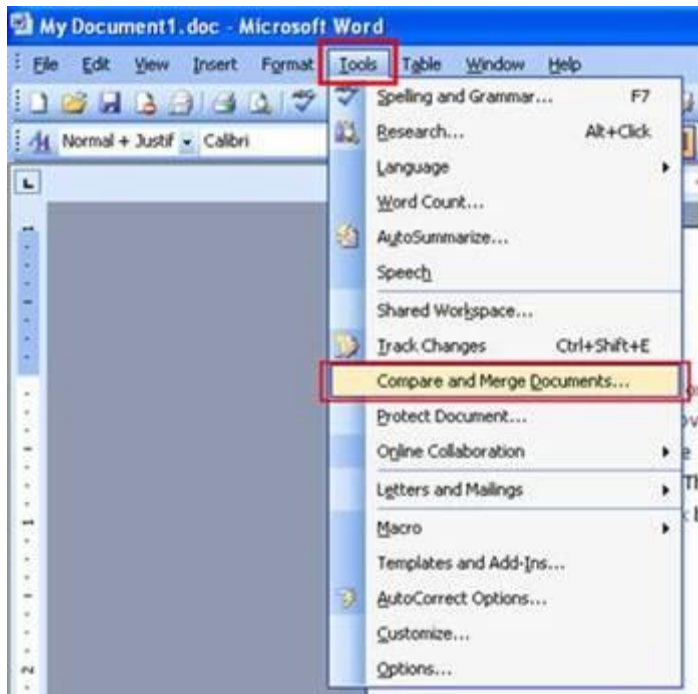 My Document1.doc - Microsoft Word
File Edit View Insert Format Tools Table Window Help
Normal + Justif Calibri
Spelling and Grammar... F7
Research... Alt+Click
Language
Word Count...
AutoSummarize...
Speech
Shared Workspace...
Track Changes Ctrl+Shift+E
Compare and Merge Documents...
Protect Document...
Online Collaboration
Letters and Mailings
Macro
Templates and Add-Ins...
AutoCorrect Options...
Customize...
Options...